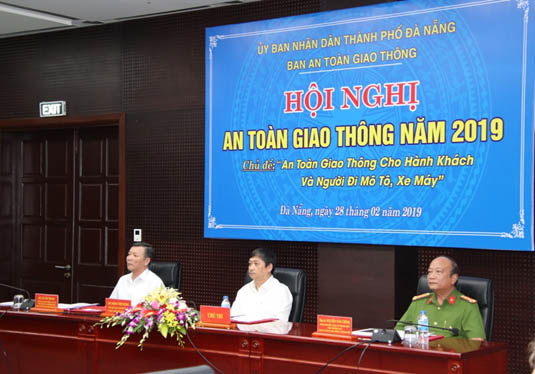 ỦY BAN NHÂN DÂN THÀNH PHỐ ĐÀ NẴNG
BAN AN TOÀN GIAO THÔNG
HỘI NGHỊ
AN TOÀN GIAO THÔNG NĂM 2019
Chủ đề: "An Toàn Giao Thông Cho Hành Khách
Và Người Đi Mô Tô, Xe Máy"
Đà Nẵng, ngày 28 tháng 02 năm 2019
EXIT
CHỦ TRÌ